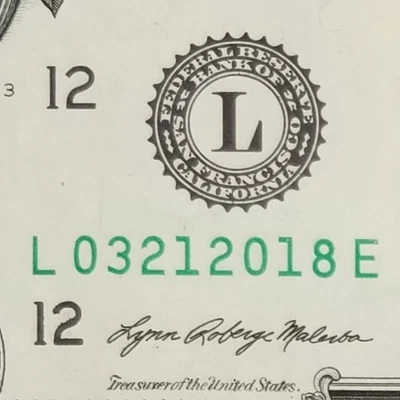 12
3
FEDERAL RESERVE
BANK OF
L
SAN FRANCISCO
CALIFORNIA
L 03212018 E
12
Lynn Roberge Malerba
Treasurer of the United States.